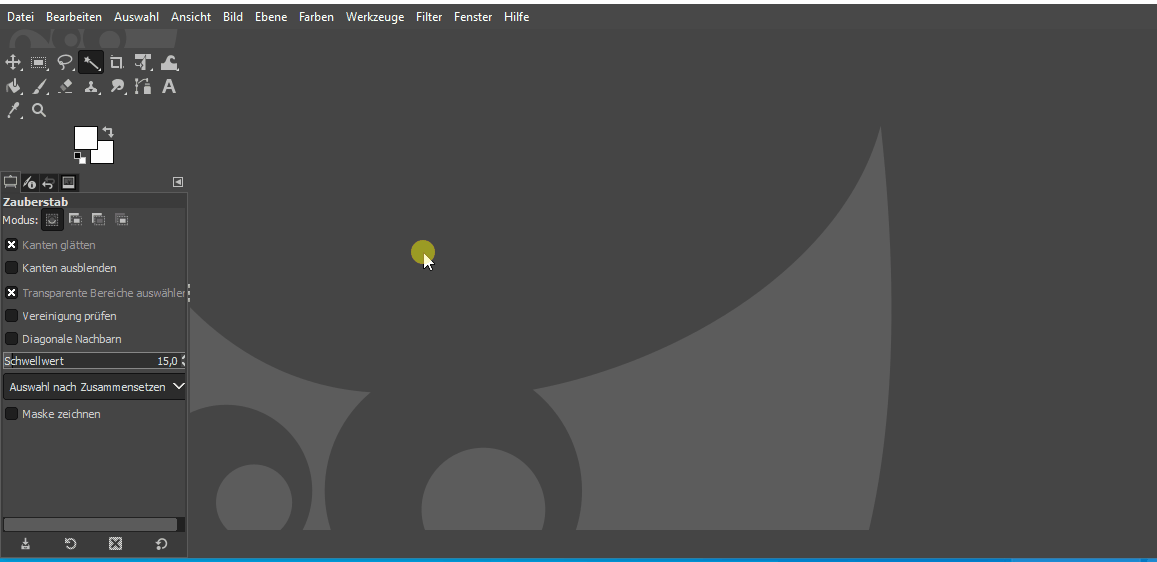 Datei Bearbeiten Auswahl Ansicht Bild Ebene Farben Werkzeuge Filter Fenster Hilfe
A
Zauberstab
Modus:
Kanten glätten
Kanten ausblenden
Transparente Bereiche auswählen
Vereinigung prüfen
Diagonale Nachbarn
Schwellwert 15,0
Auswahl nach Zusammensetzen
Maske zeichnen